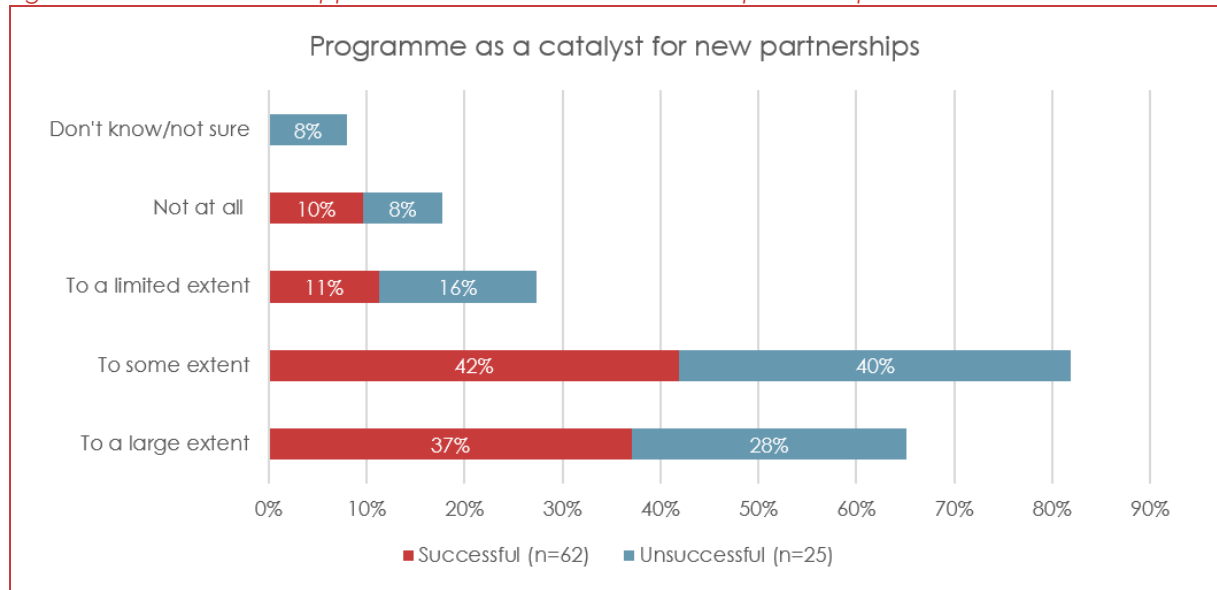 Programme as a catalyst for new partnerships
Don't know/not sure
8%
Not at all
10% 8%
To a limited extent
11% 16%
To some extent
42% 40%
To a large extent
37% 28%
0% 10% 20% 30% 40% 50% 60% 70% 80% 90%
Successful (n=62) Unsuccessful (n=25)